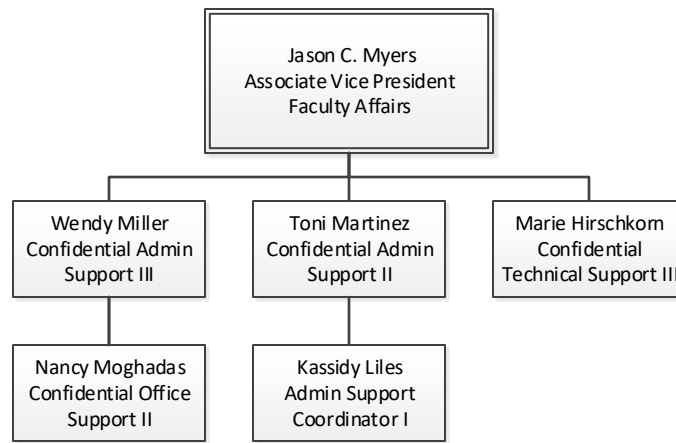 Jason C. Myers
Associate Vice President
Faculty Affairs
Wendy Miller
Confidential Admin
Support III
Toni Martinez
Confidential Admin
Support II
Marie Hirschkorn
Confidential
Technical Support III
Nancy Moghadas
Confidential Office
Support II
Kassidy Liles
Admin Support
Coordinator I